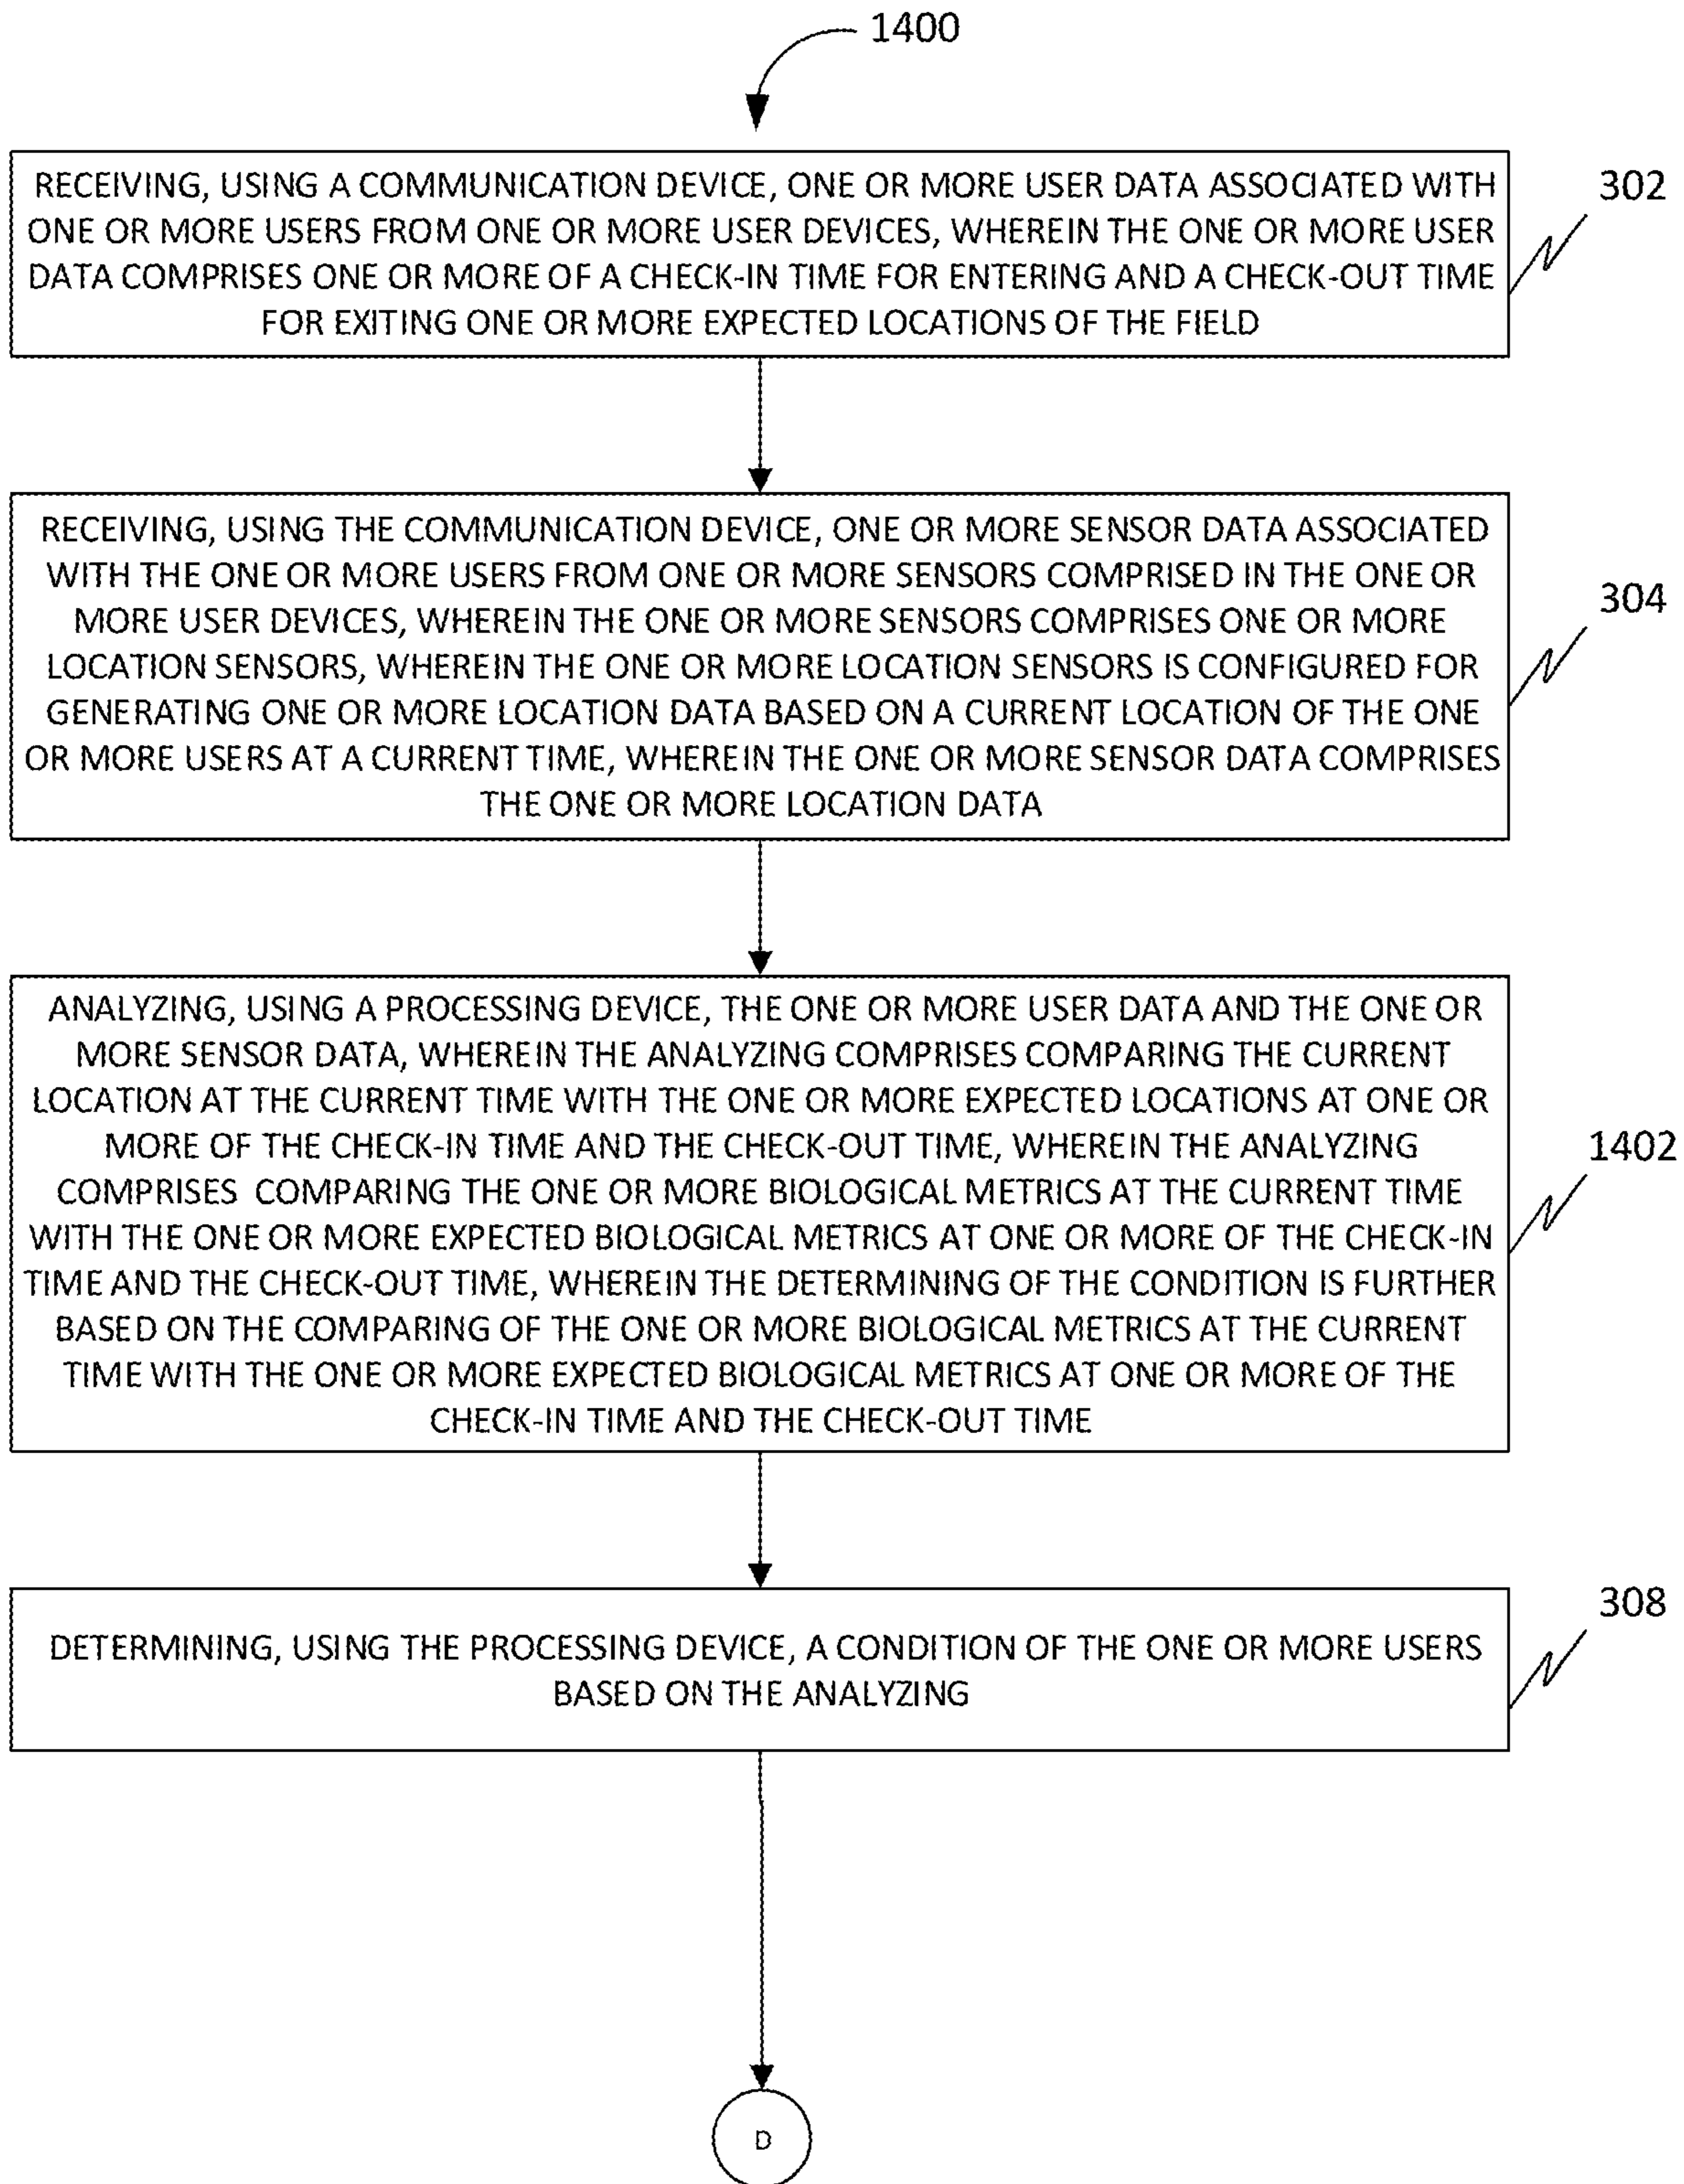 1400
RECEIVING, USING A COMMUNICATION DEVICE, ONE OR MORE USER DATA ASSOCIATED WITH
ONE OR MORE USERS FROM ONE OR MORE USER DEVICES, WHEREIN THE ONE OR MORE USER
DATA COMPRISES ONE OR MORE OF A CHECK-IN TIME FOR ENTERING AND A CHECK-OUT TIME
FOR EXITING ONE OR MORE EXPECTED LOCATIONS OF THE FIELD
302
RECEIVING, USING THE COMMUNICATION DEVICE, ONE OR MORE SENSOR DATA ASSOCIATED
WITH THE ONE OR MORE USERS FROM ONE OR MORE SENSORS COMPRISED IN THE ONE OR
MORE USER DEVICES, WHEREIN THE ONE OR MORE SENSORS COMPRISES ONE OR MORE
LOCATION SENSORS, WHEREIN THE ONE OR MORE LOCATION SENSORS IS CONFIGURED FOR
GENERATING ONE OR MORE LOCATION DATA BASED ON A CURRENT LOCATION OF THE ONE
OR MORE USERS AT A CURRENT TIME, WHEREIN THE ONE OR MORE SENSOR DATA COMPRISES
THE ONE OR MORE LOCATION DATA
304
ANALYZING, USING A PROCESSING DEVICE, THE ONE OR MORE USER DATA AND THE ONE OR
MORE SENSOR DATA, WHEREIN THE ANALYZING COMPRISES COMPARING THE CURRENT
LOCATION AT THE CURRENT TIME WITH THE ONE OR MORE EXPECTED LOCATIONS AT ONE OR
MORE OF THE CHECK-IN TIME AND THE CHECK-OUT TIME, WHEREIN THE ANALYZING
COMPRISES COMPARING THE ONE OR MORE BIOLOGICAL METRICS AT THE CURRENT TIME
WITH THE ONE OR MORE EXPECTED BIOLOGICAL METRICS AT ONE OR MORE OF THE CHECK-IN
TIME AND THE CHECK-OUT TIME, WHEREIN THE DETERMINING OF THE CONDITION IS FURTHER
BASED ON THE COMPARING OF THE ONE OR MORE BIOLOGICAL METRICS AT THE CURRENT
TIME WITH THE ONE OR MORE EXPECTED BIOLOGICAL METRICS AT ONE OR MORE OF THE
CHECK-IN TIME AND THE CHECK-OUT TIME
1402
DETERMINING, USING THE PROCESSING DEVICE, A CONDITION OF THE ONE OR MORE USERS
BASED ON THE ANALYZING
308
D